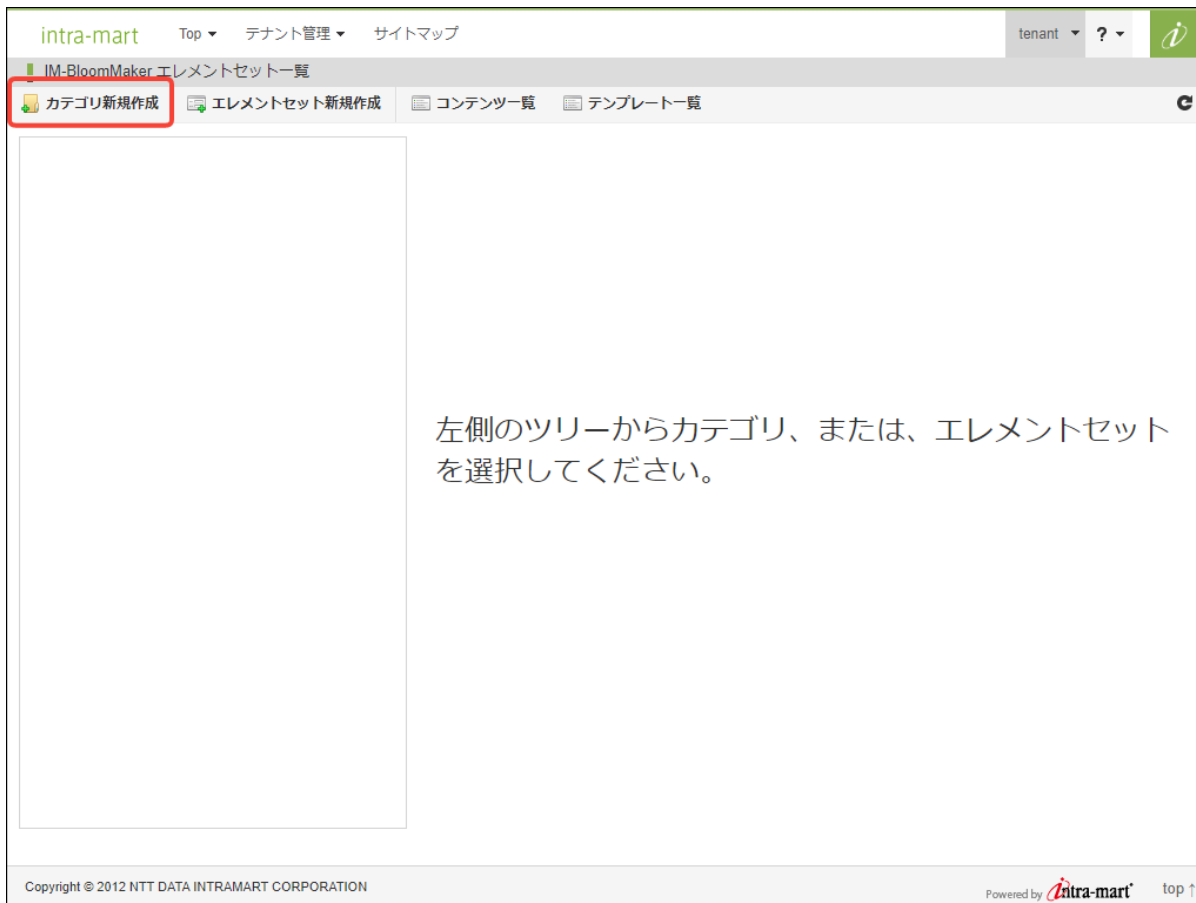 intra-mart Top ▼ テナント管理 ▼ サイトマップ tenant ▼ ? ▼
IM-BloomMaker エレメントセット一覧
カテゴリ新規作成 エレメントセット新規作成 コンテンツ一覧 テンプレート一覧
左側のツリーからカテゴリ、または、エレメントセット
を選択してください。
Copyright © 2012 NTT DATA INTRAMART CORPORATION Powered by intra-mart top ↑